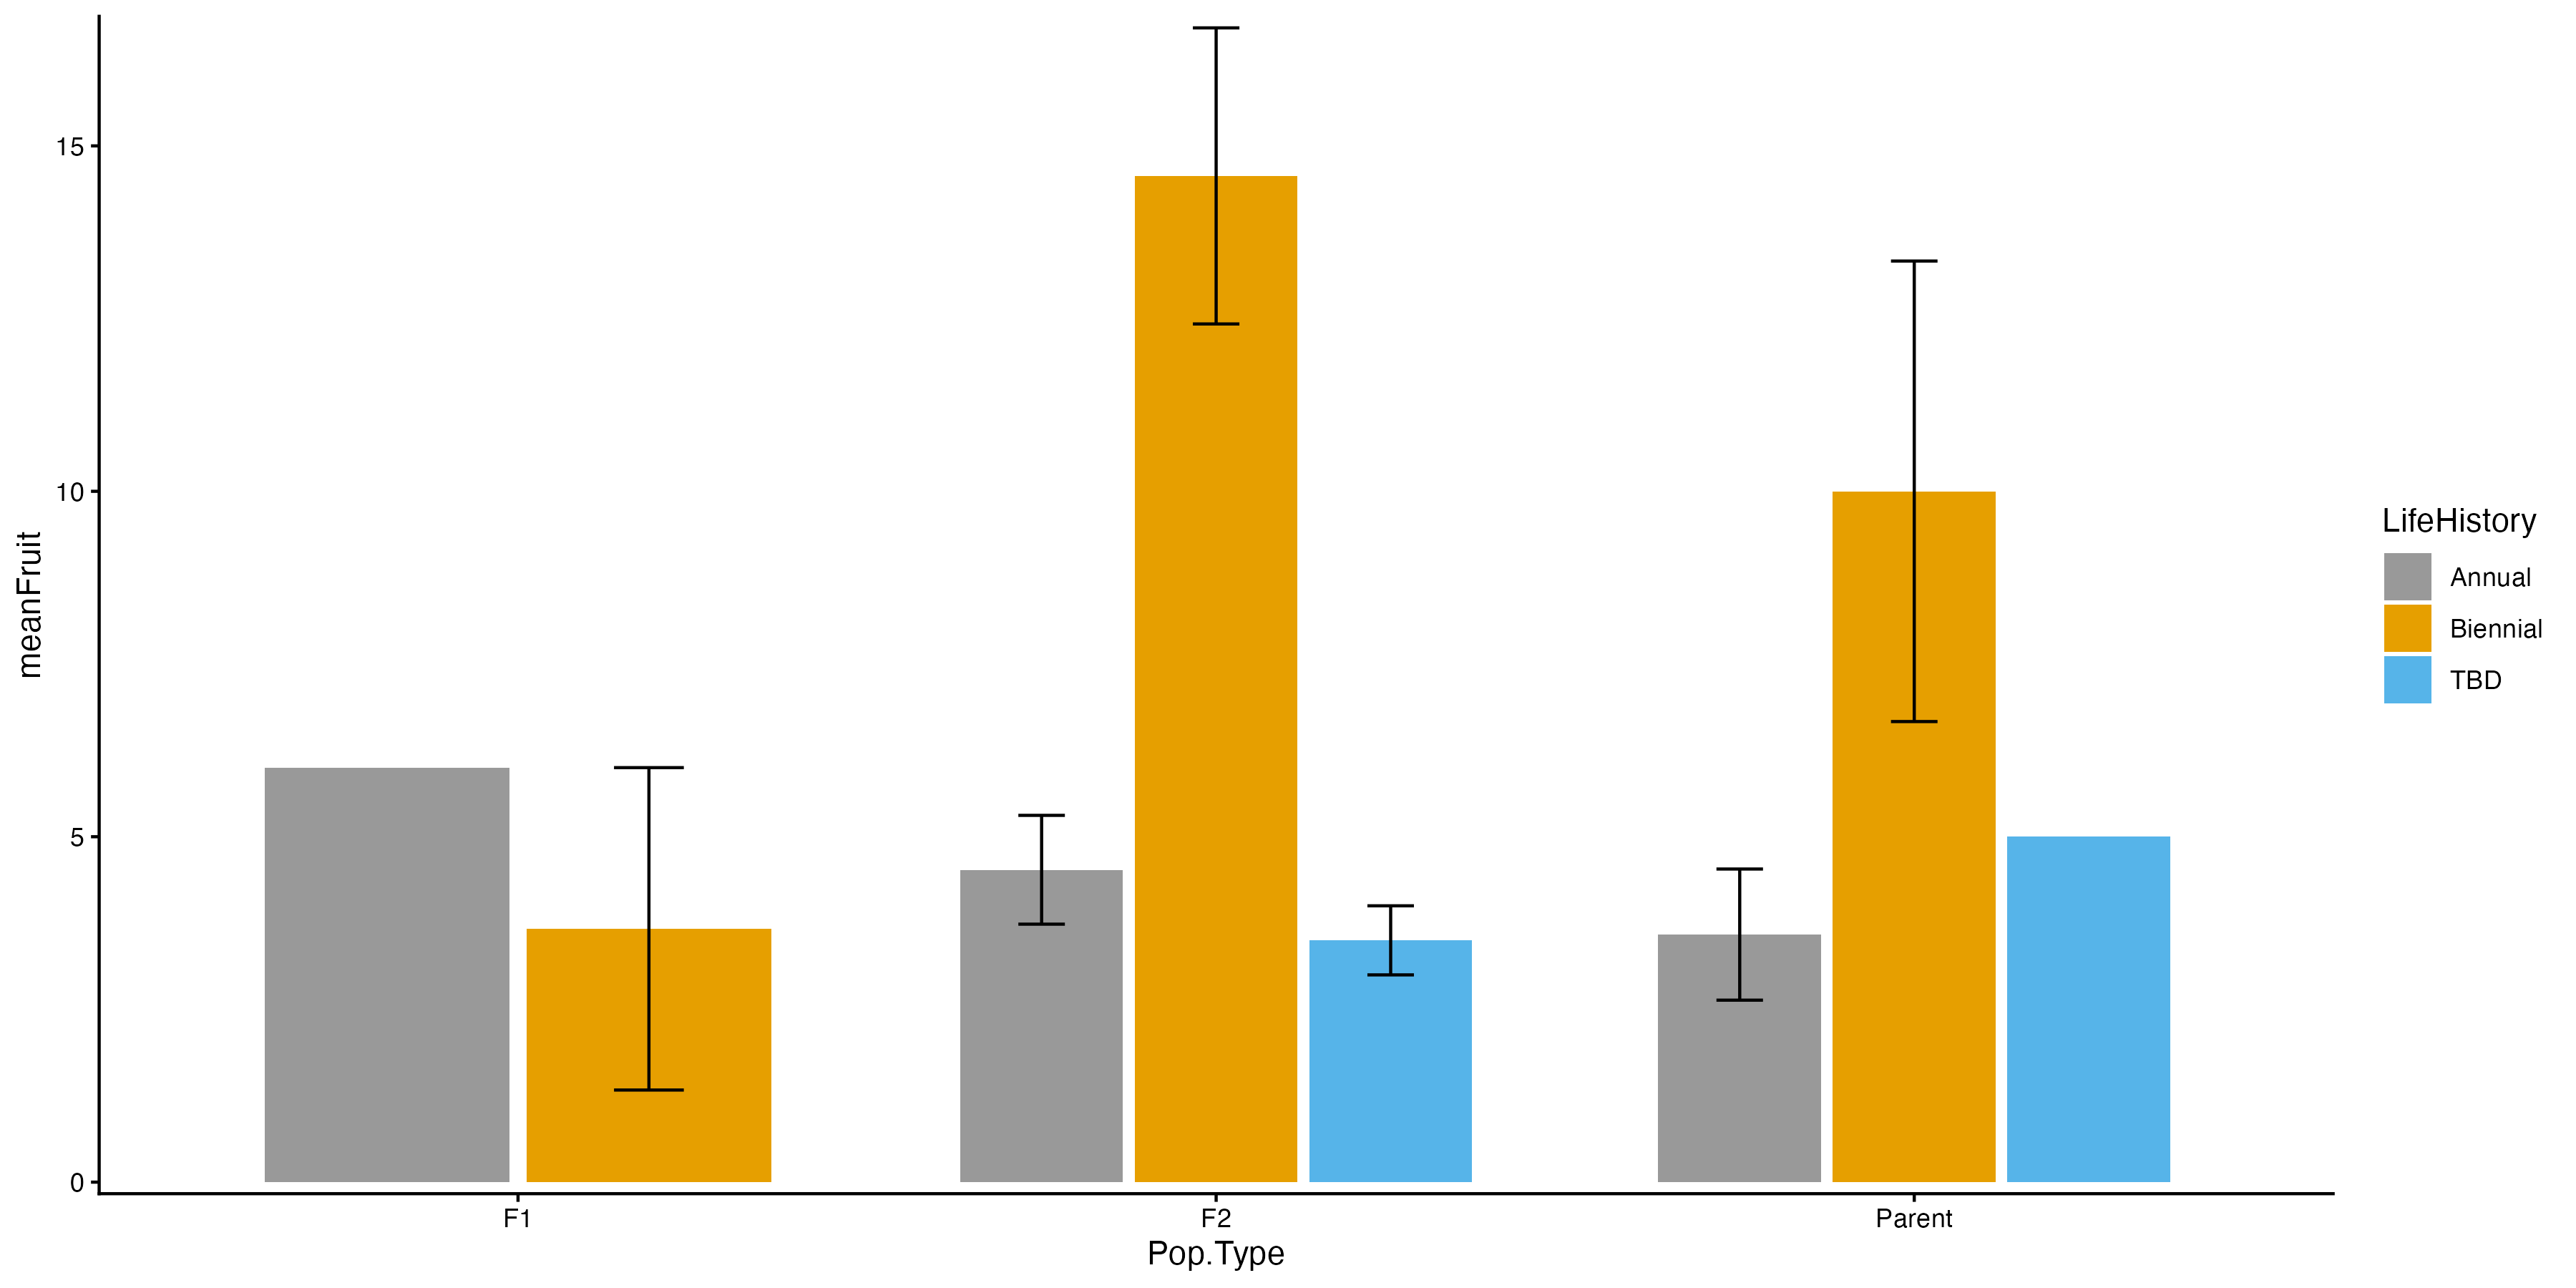 meanFruit
15
10
5
0
F1 F2 Parent
Pop.Type
LifeHistory
Annual
Biennial
TBD